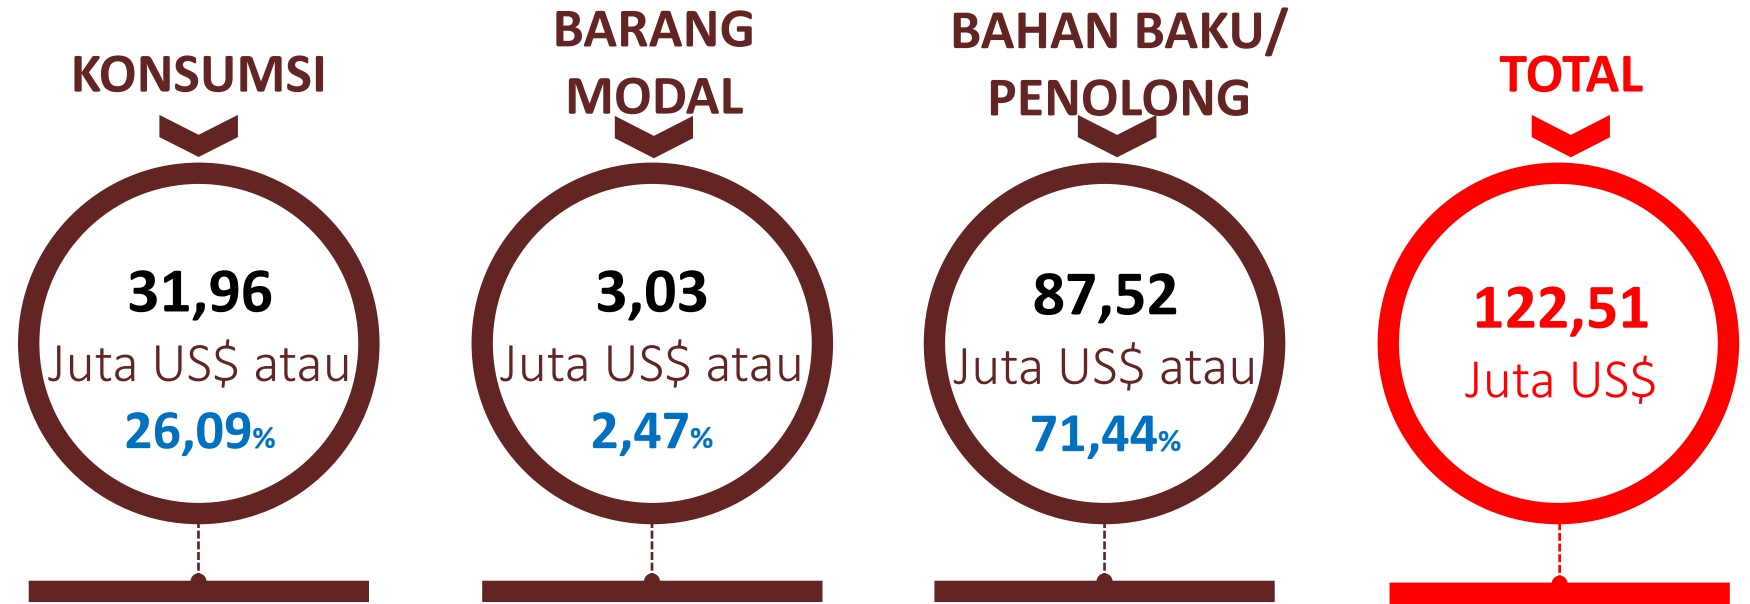 KONSUMSI
31,96
Juta US$ atau
26,09%
BARANG
MODAL
3,03
Juta US$ atau
2,47%
BAHAN BAKU/
PENOLONG
87,52
Juta US$ atau
71,44%
TOTAL
122,51
Juta US$